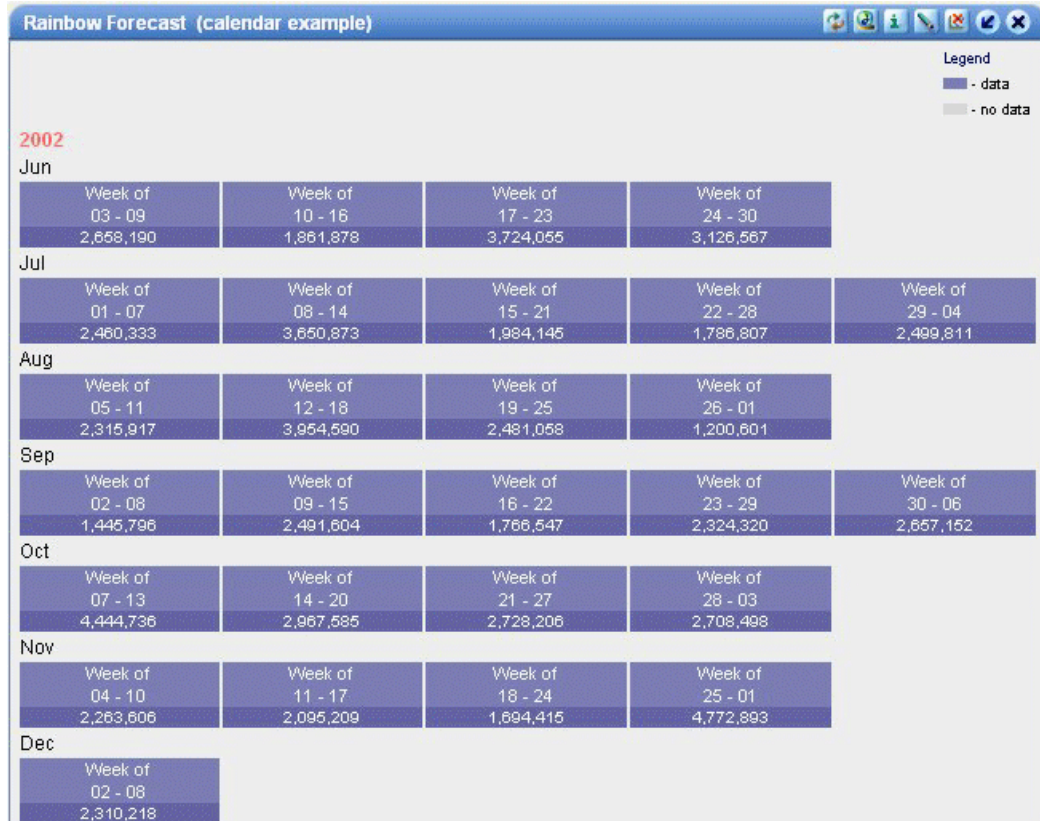 Rainbow Forecast (calendar example)
Legend
- data
- no data
2002
Jun
Week of Week of Week of Week of
03 - 09 10 - 16 17 - 23 24 - 30
2,658,190 1,861,878 3,724,055 3,126,567
Jul
Week of Week of Week of Week of Week of
01 - 07 08 - 14 15 - 21 22 - 28 29 - 04
2,460,333 3,650,873 1,984,145 1,786,807 2,499,811
Aug
Week of Week of Week of Week of
05 - 11 12 - 18 19 - 25 26 - 01
2,315,917 3,954,590 2,481,058 1,200,601
Sep
Week of Week of Week of Week of Week of
02 - 08 09 - 15 16 - 22 23 - 29 30 - 06
1,445,796 2,491,604 1,766,547 2,324,320 2,657,152
Oct
Week of Week of Week of Week of
07 - 13 14 - 20 21 - 27 28 - 03
4,444,736 2,967,585 2,728,206 2,708,498
Nov
Week of Week of Week of Week of
04 - 10 11 - 17 18 - 24 25 - 01
2,263,606 2,095,209 1,694,415 4,772,893
Dec
Week of
02 - 08
2,310,218